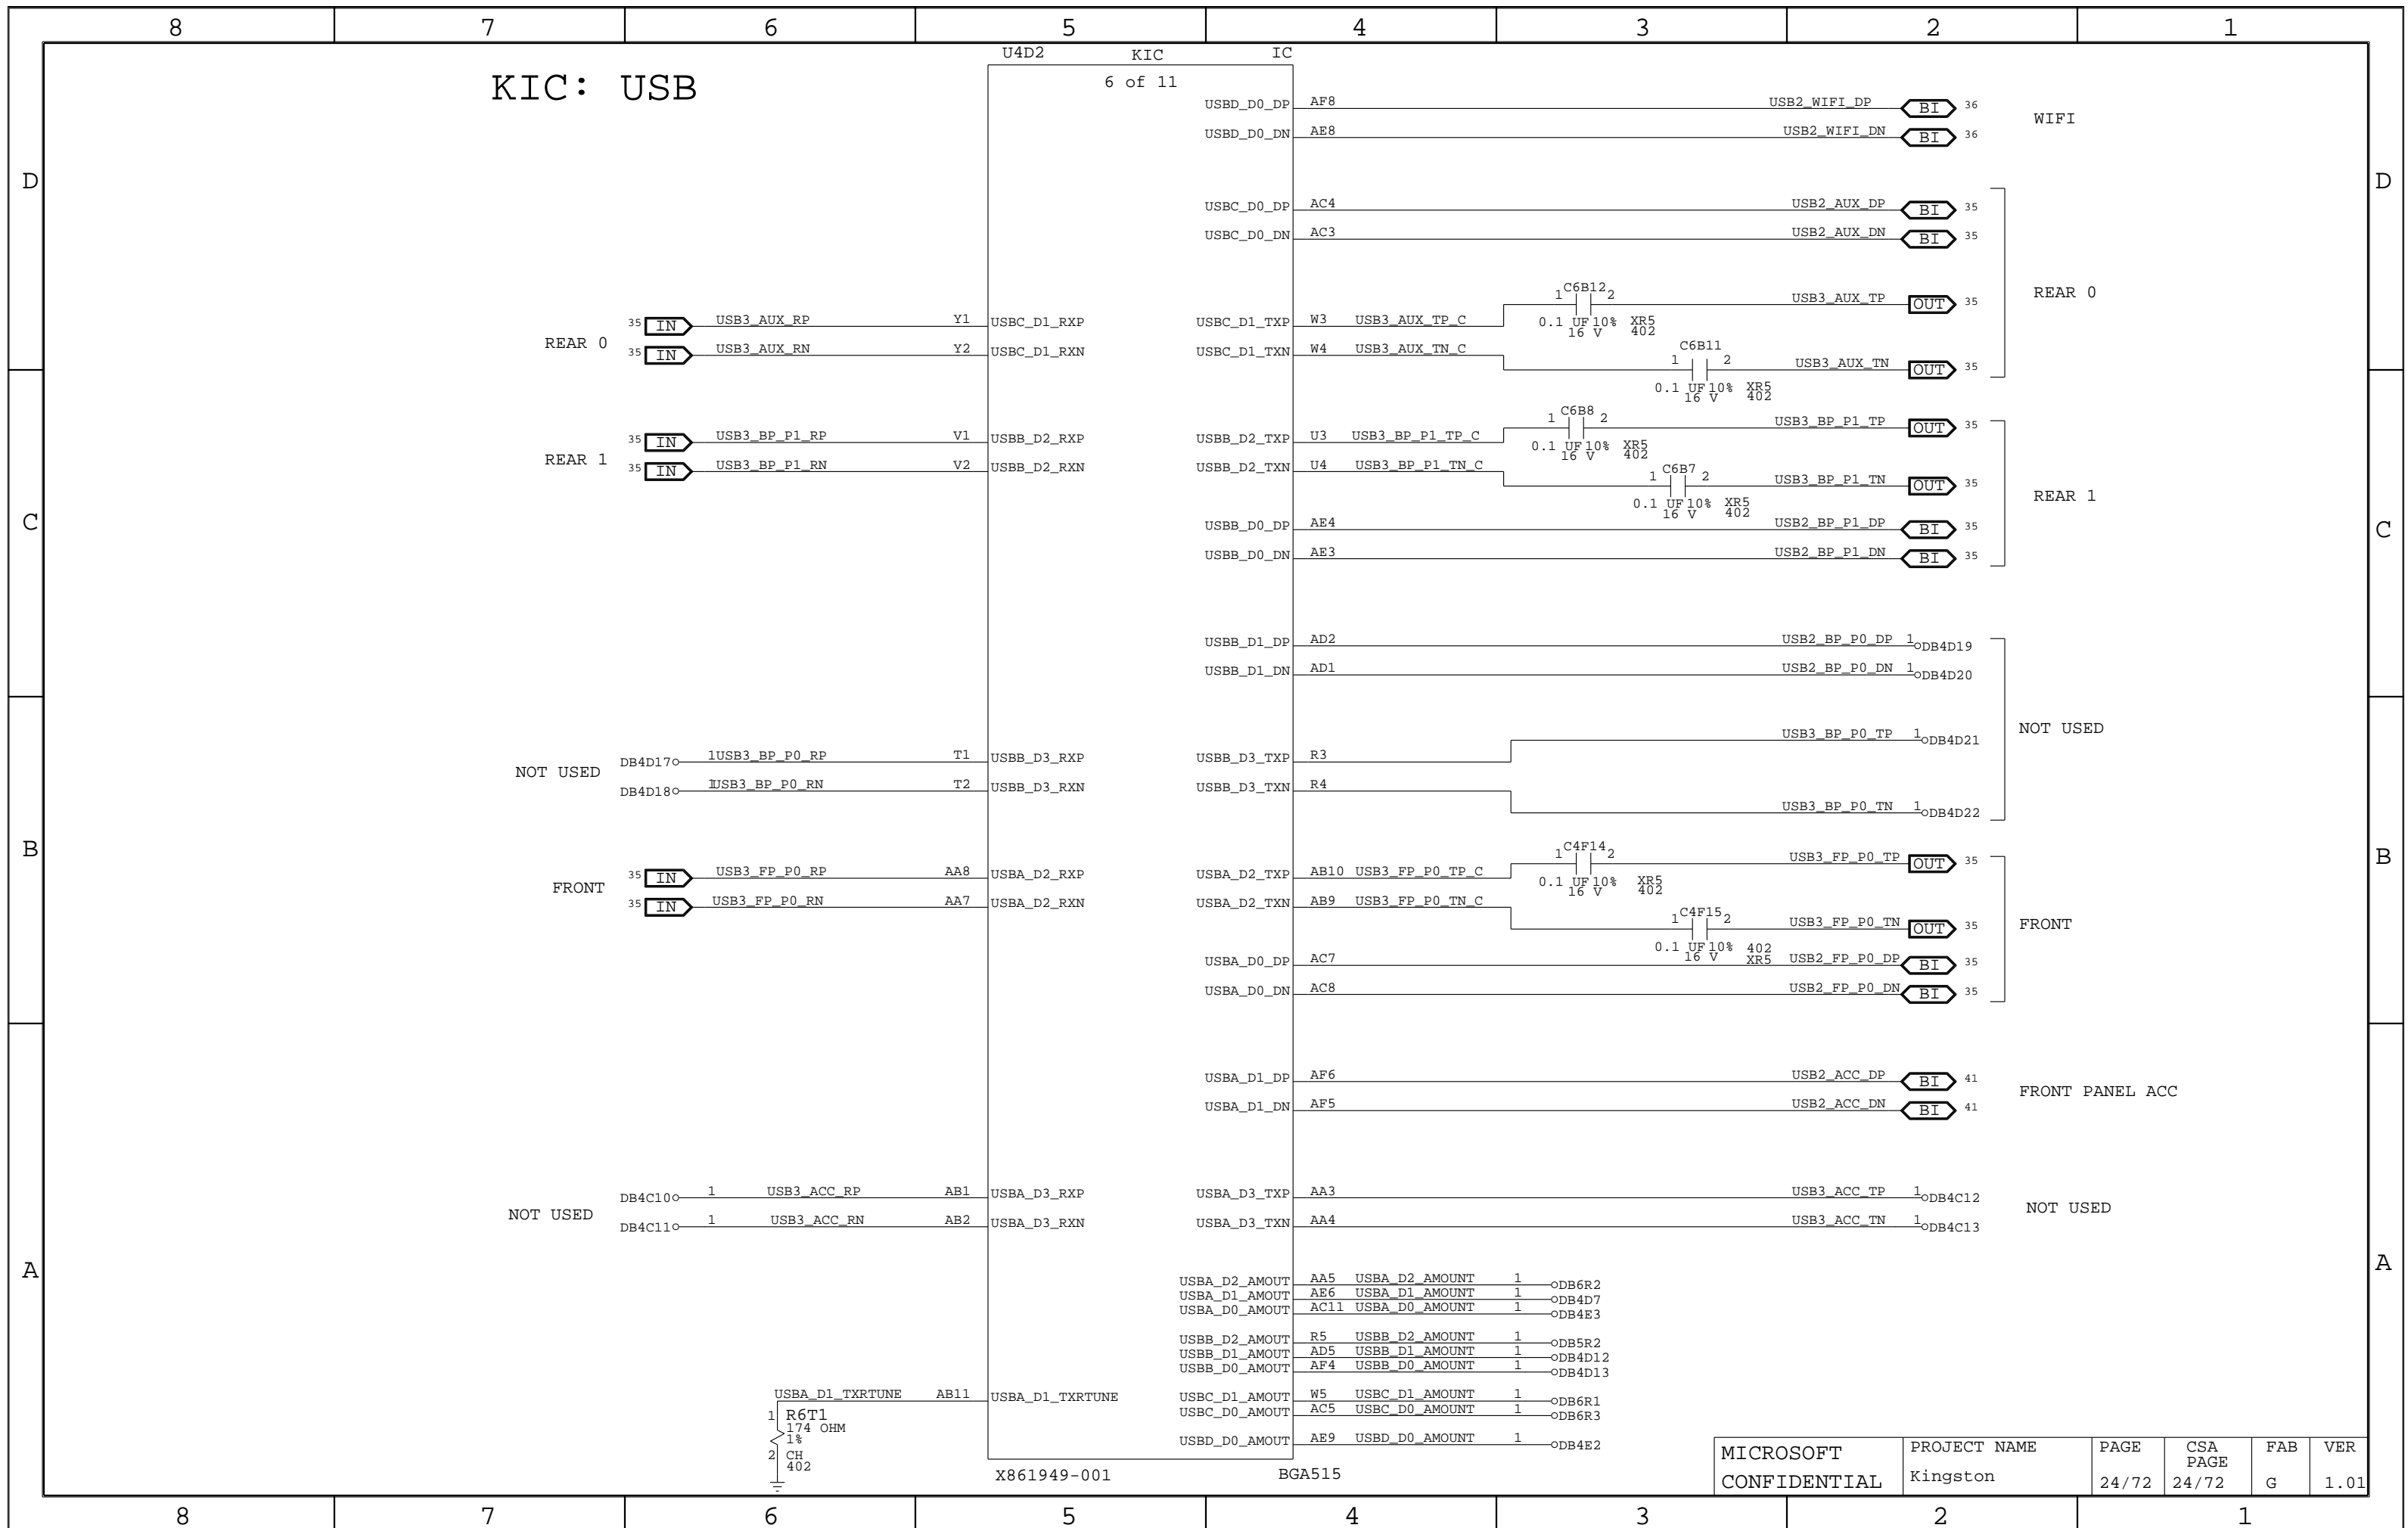 8 7 6 5 4 3 2 1
KIC: USB
U4D2 KIC IC
6 of 11
USBD_D0_DP AF8 USB2_WIFI_DP BI 36
USBD_D0_DN AE8 USB2_WIFI_DN BI 36
WIFI
D D
USBC_D0_DP AC4 USB2_AUX_DP BI 35
USBC_D0_DN AC3 USB2_AUX_DN BI 35
REAR 0
1 C6B12 2
USB3_AUX_TP OUT 35
0.1 UF 10% XR5
16 V 402
REAR 0
35 IN USB3_AUX_RP Y1 USBC_D1_RXP
USBC_D1_TXP W3 USB3_AUX_TP_C
35 IN USB3_AUX_RN Y2 USBC_D1_RXN
USBC_D1_TXN W4 USB3_AUX_TN_C
C6B11
1 2
USB3_AUX_TN OUT 35
0.1 UF 10% XR5
16 V 402
1 C6B8 2
USB3_BP_P1_TP OUT 35
0.1 UF 10% XR5
16 V 402
REAR 1
35 IN USB3_BP_P1_RP V1 USBB_D2_RXP
USBB_D2_TXP U3 USB3_BP_P1_TP_C
35 IN USB3_BP_P1_RN V2 USBB_D2_RXN
USBB_D2_TXN U4 USB3_BP_P1_TN_C
1 C6B7 2
USB3_BP_P1_TN OUT 35
0.1 UF 10% XR5
16 V 402
REAR 1
C C
USBB_D0_DP AE4 USB2_BP_P1_DP BI 35
USBB_D0_DN AE3 USB2_BP_P1_DN BI 35
USBB_D1_DP AD2 USB2_BP_P0_DP 1 DB4D19
USBB_D1_DN AD1 USB2_BP_P0_DN 1 DB4D20
NOT USED
USB3_BP_P0_TP 1 DB4D21
NOT USED
DB4D17 1 USB3_BP_P0_RP T1 USBB_D3_RXP
USBB_D3_TXP R3
DB4D18 1 USB3_BP_P0_RN T2 USBB_D3_RXN
USBB_D3_TXN R4
USB3_BP_P0_TN 1 DB4D22
B B
1 C4F14 2
USB3_FP_P0_TP OUT 35
0.1 UF 10% XR5
16 V 402
FRONT
35 IN USB3_FP_P0_RP AA8 USBA_D2_RXP
USBA_D2_TXP AB10 USB3_FP_P0_TP_C
35 IN USB3_FP_P0_RN AA7 USBA_D2_RXN
USBA_D2_TXN AB9 USB3_FP_P0_TN_C
1 C4F15 2
USB3_FP_P0_TN OUT 35
0.1 UF 10% 402
16 V XR5
FRONT
USBA_D0_DP AC7 USB2_FP_P0_DP BI 35
USBA_D0_DN AC8 USB2_FP_P0_DN BI 35
USBA_D1_DP AF6 USB2_ACC_DP BI 41
USBA_D1_DN AF5 USB2_ACC_DN BI 41
FRONT PANEL ACC
NOT USED
DB4C10 1 USB3_ACC_RP AB1 USBA_D3_RXP
USBA_D3_TXP AA3 USB3_ACC_TP 1 DB4C12
DB4C11 1 USB3_ACC_RN AB2 USBA_D3_RXN
USBA_D3_TXN AA4 USB3_ACC_TN 1 DB4C13
NOT USED
A A
USBA_D2_AMOUT AA5 USBA_D2_AMOUNT 1 DB6R2
USBA_D1_AMOUT AE6 USBA_D1_AMOUNT 1 DB4D7
USBA_D0_AMOUT AC11 USBA_D0_AMOUNT 1 DB4E3
USBB_D2_AMOUT R5 USBB_D2_AMOUNT 1 DB5R2
USBB_D1_AMOUT AD5 USBB_D1_AMOUNT 1 DB4D12
USBB_D0_AMOUT AF4 USBB_D0_AMOUNT 1 DB4D13
USBA_D1_TXRTUNE AB11 USBA_D1_TXRTUNE
USBC_D1_AMOUT W5 USBC_D1_AMOUNT 1 DB6R1
USBC_D0_AMOUT AC5 USBC_D0_AMOUNT 1 DB6R3
USBD_D0_AMOUT AE9 USBD_D0_AMOUNT 1 DB4E2
1 R6T1
174 OHM
1%
2 CH
402
X861949-001 BGA515
MICROSOFT CONFIDENTIAL
PROJECT NAME
Kingston
PAGE
24/72
CSA PAGE
24/72
FAB
G
VER
1.01
8 7 6 5 4 3 2 1